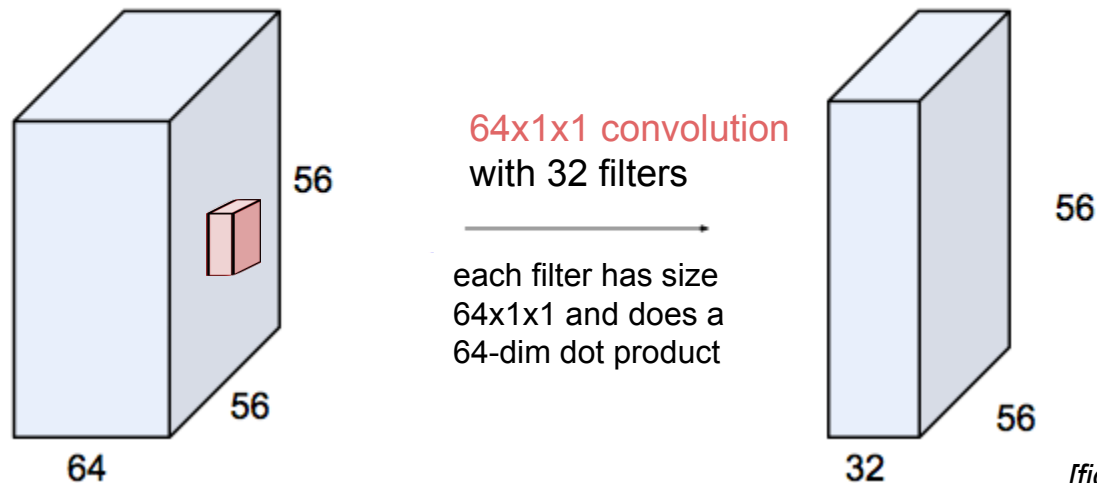 64x1x1 convolution
with 32 filters
each filter has size
64x1x1 and does a
64-dim dot product
56
56
64
56
56
32
[fig